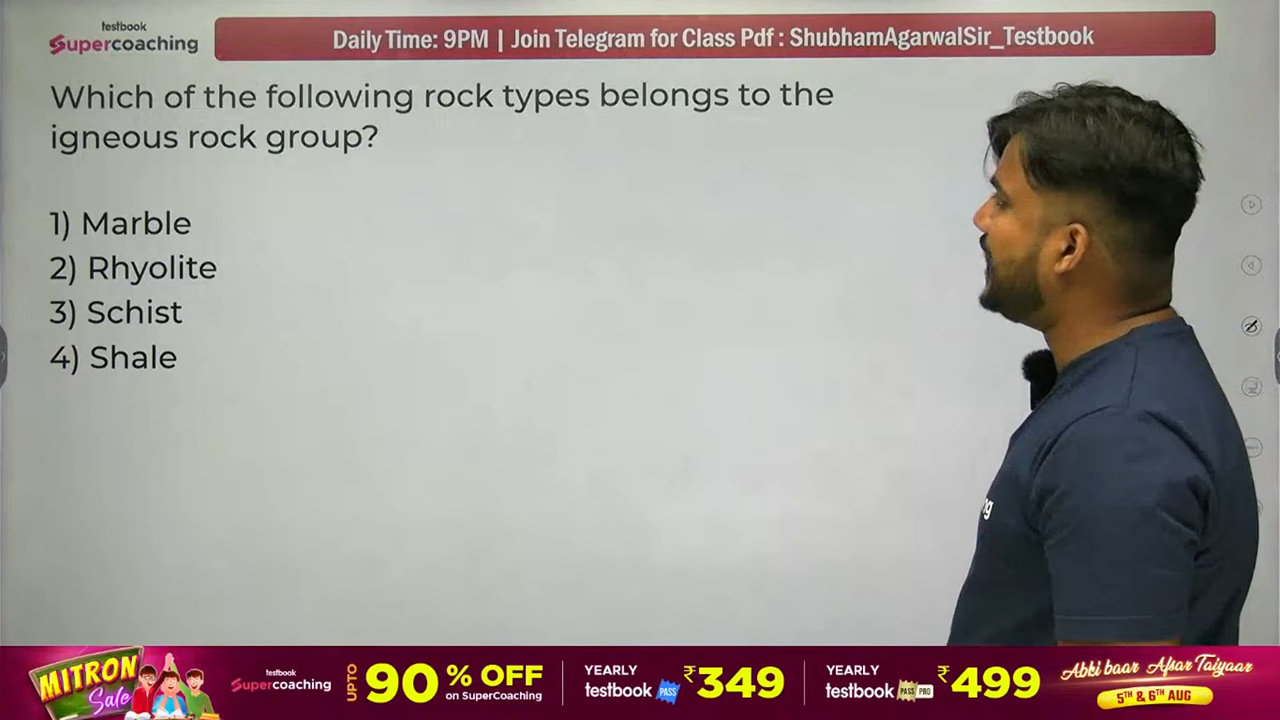 testbook
Supercoaching
Daily Time: 9PM | Join Telegram for Class Pdf : ShubhamAgarwalSir_Testbook
Which of the following rock types belongs to the
igneous rock group?
1) Marble
2) Rhyolite
3) Schist
4) Shale
ng
MITRON
Sale
testbook
Supercoaching
UPTO
90% OFF
on SuperCoaching
YEARLY
testbook PASS
₹349
YEARLY
testbook PASS PRO
₹499
Abki baar Afsar Taiyaar
5TH & 6TH AUG